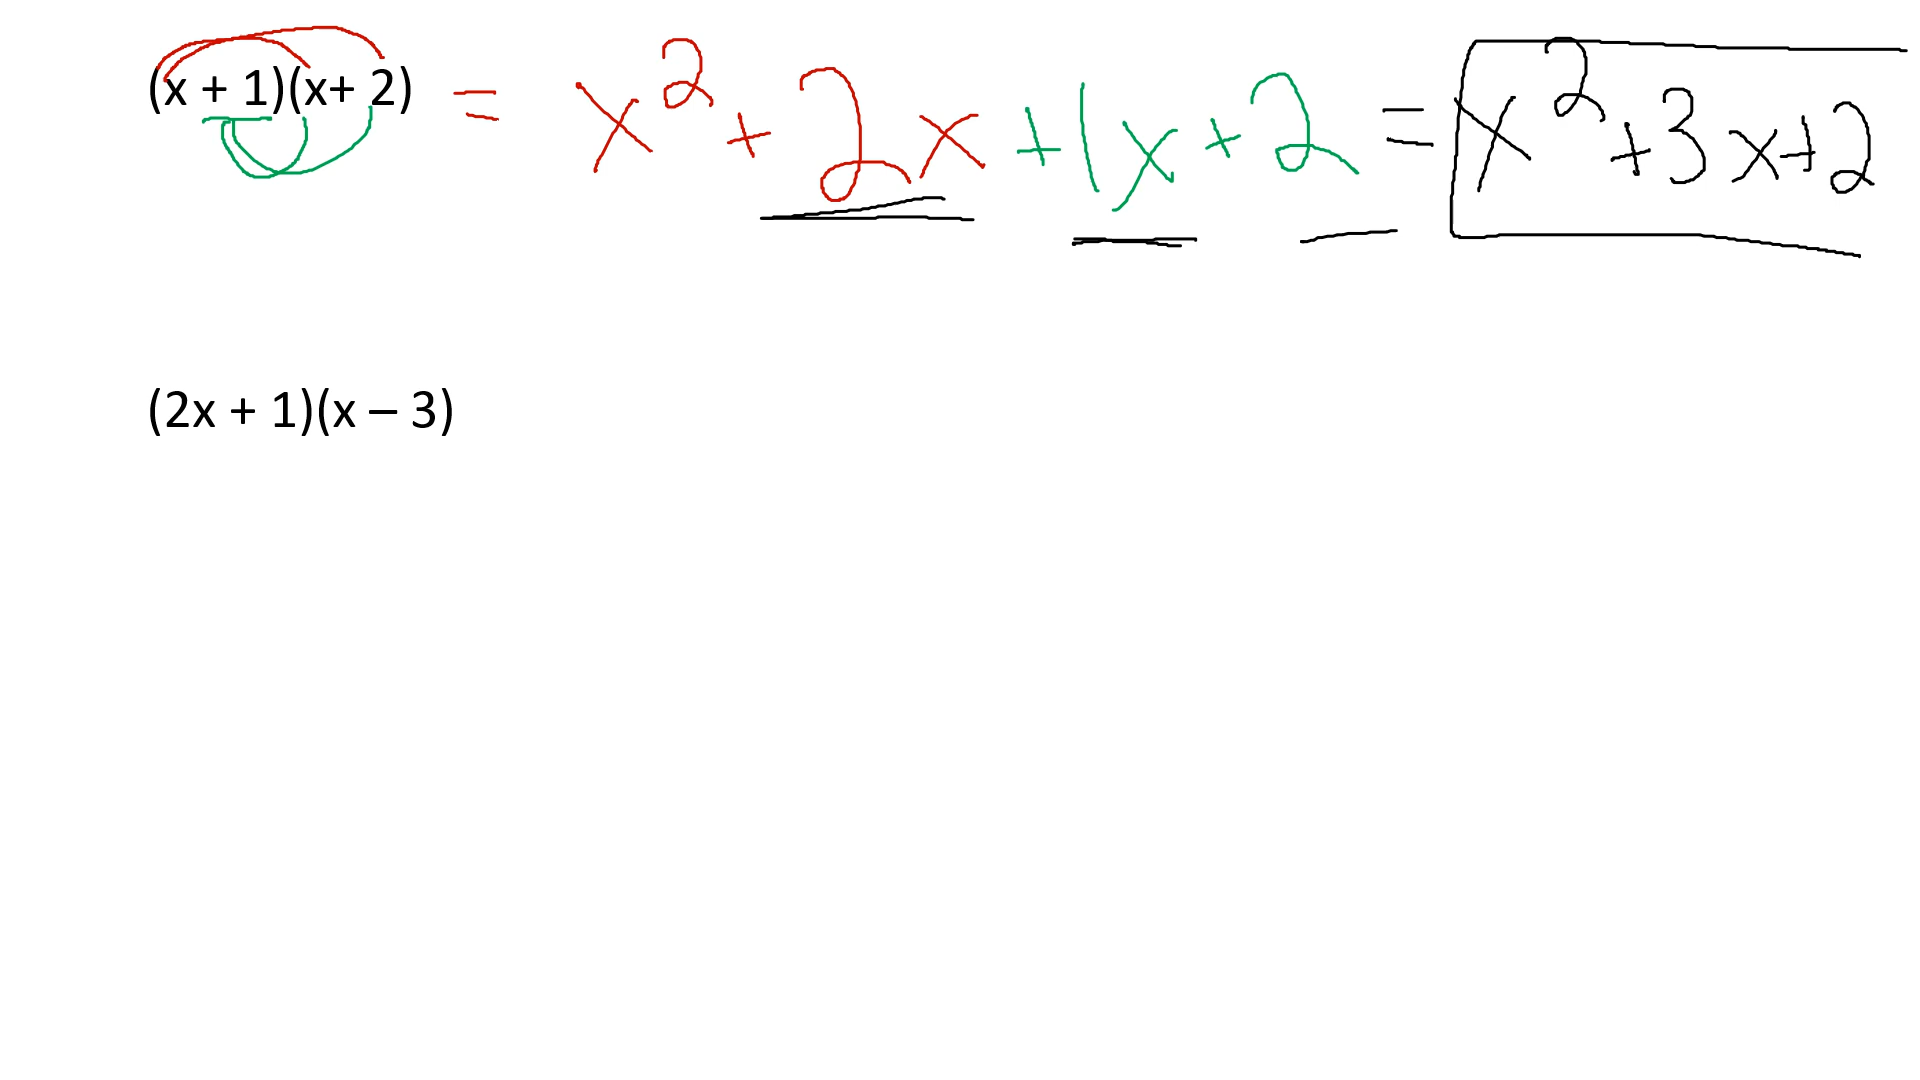 (x + 1)(x+ 2) = x² + 2x + 1x + 2 = x² + 3x + 2
(2x + 1)(x – 3)